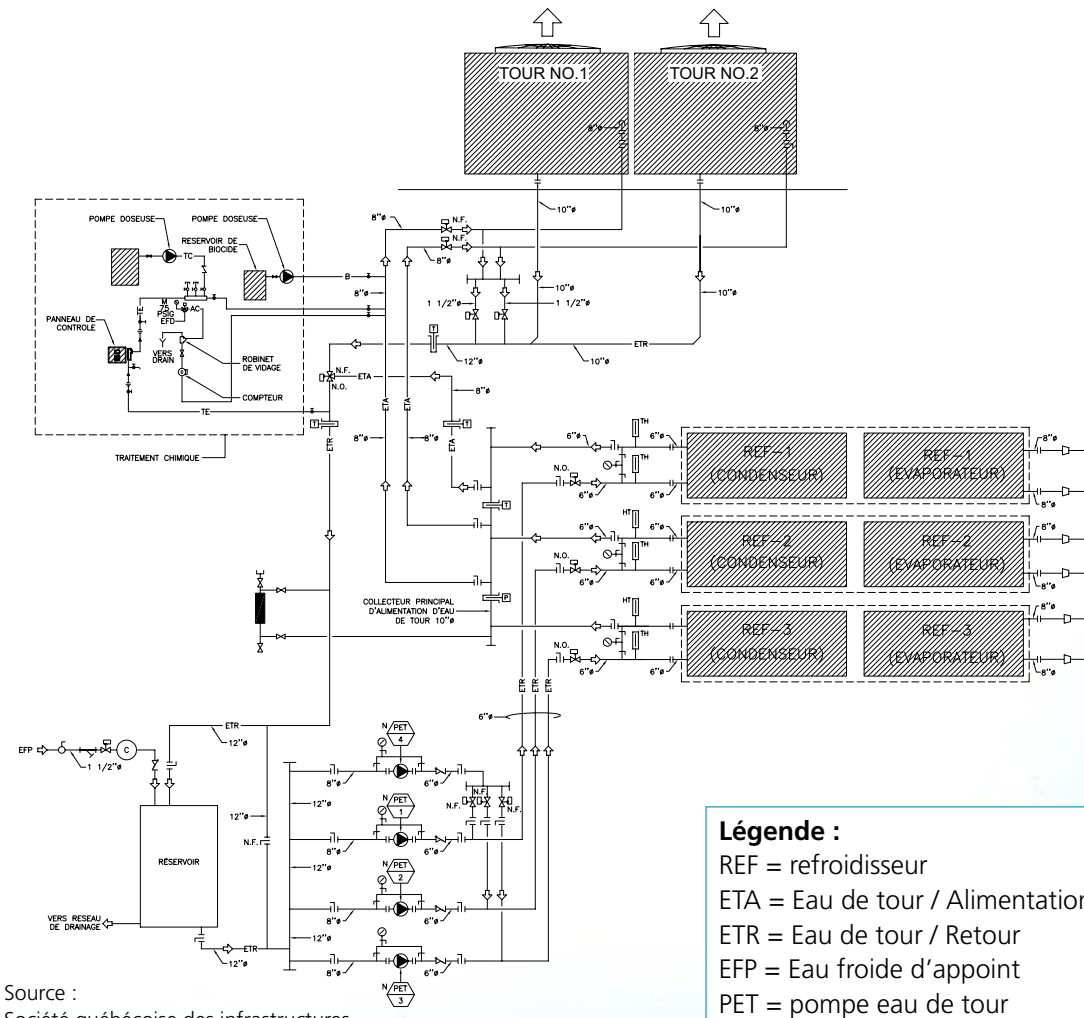 TOUR NO.1
TOUR NO.2
8"ø
8"ø
10"ø
10"ø
POMPE DOSEUSE
POMPE DOSEUSE
RESERVOIR DE
BIOCIDE
TC
B
8"ø
N.F.
N.F.
8"ø
8"ø
10"ø
10"ø
1 1/2"ø
1 1/2"ø
M
75
PSIG
EFD
AC
TE
PANNEAU DE
CONTROLE
VERS
DRAIN
ROBINET
DE VIDAGE
COMPTEUR
TE
TRAITEMENT CHIMIQUE
T
12"ø
10"ø
ETR
N.F.
N.O.
ETA
8"ø
T
ETR
ETA
ETA
8"ø
8"ø
ETA
T
T
P
COLLECTEUR PRINCIPAL
D'ALIMENTATION D'EAU
DE TOUR 10"ø
6"ø
TH
6"ø
TH
N.O.
6"ø
6"ø
REF-1
(CONDENSEUR)
REF-1
(EVAPORATEUR)
8"ø
8"ø
6"ø
HT
6"ø
TH
N.O.
6"ø
6"ø
REF-2
(CONDENSEUR)
REF-2
(EVAPORATEUR)
8"ø
8"ø
6"ø
HT
6"ø
TH
N.O.
6"ø
6"ø
REF-3
(CONDENSEUR)
REF-3
(EVAPORATEUR)
8"ø
8"ø
ETR
ETR
ETR
6"ø
EFP
1 1/2"ø
C
ETR
12"ø
12"ø
N.F.
RÉSERVOIR
VERS RESEAU
DE DRAINAGE
ETR
12"ø
12"ø
12"ø
12"ø
N
PET
4
8"ø
6"ø
N
PET
1
8"ø
6"ø
N
PET
2
8"ø
6"ø
8"ø
6"ø
N
PET
3
N.F.
N.F.
N.F.
Légende :
REF = refroidisseur
ETA = Eau de tour / Alimentation
ETR = Eau de tour / Retour
EFP = Eau froide d'appoint
PET = pompe eau de tour
Source :
Société québécoise des infrastructures